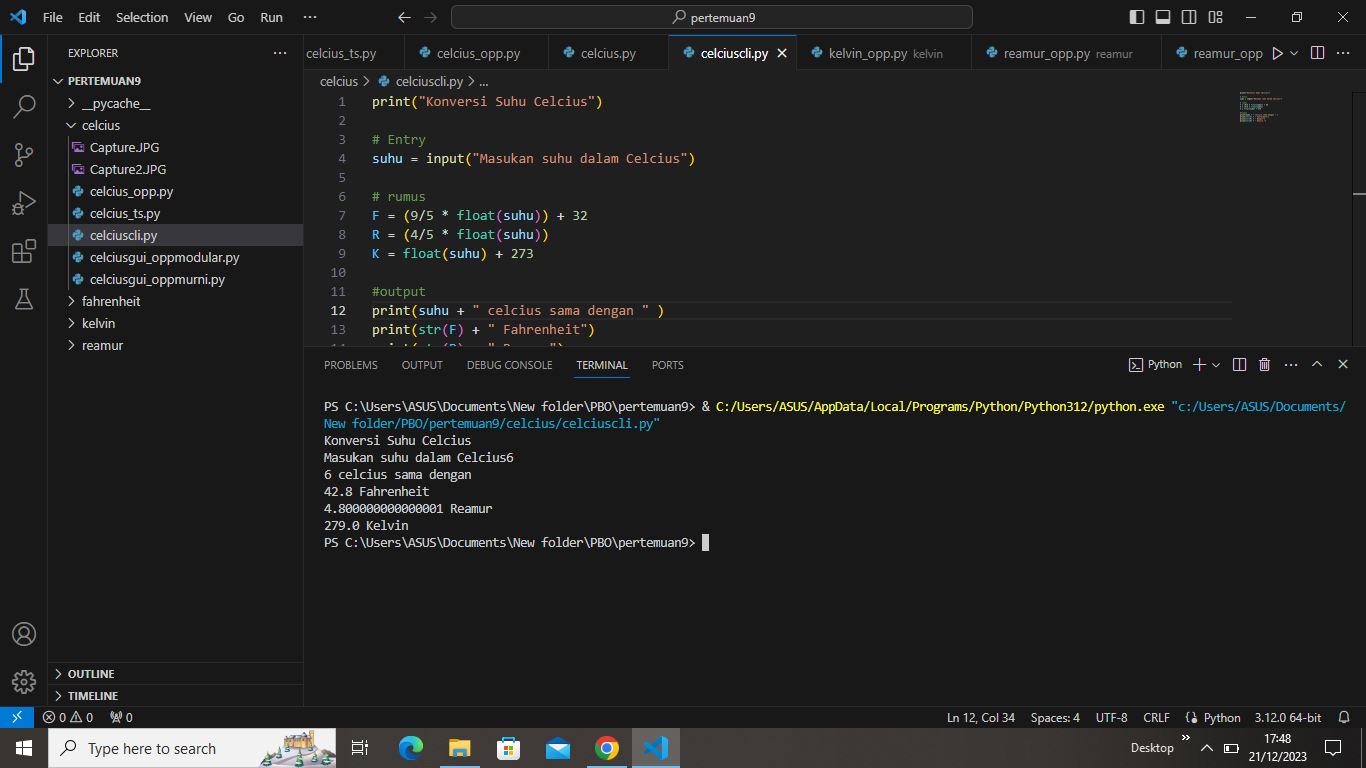 File Edit Selection View Go Run ···
pertemuan9
EXPLORER ···
PERTEMUAN9
__pycache__
celcius
Capture.JPG
Capture2.JPG
celcius_opp.py
celcius_ts.py
celciuscli.py
celciusgui_oppmodular.py
celciusgui_oppmurni.py
fahrenheit
kelvin
reamur
OUTLINE
TIMELINE
celcius_ts.py celcius_opp.py celcius.py celciuscli.py kelvin_opp.py kelvin reamur_opp.py reamur reamur_opp ···
celcius > celciuscli.py > ...
1 print("Konversi Suhu Celcius")
2
3 # Entry
4 suhu = input("Masukan suhu dalam Celcius")
5
6 # rumus
7 F = (9/5 * float(suhu)) + 32
8 R = (4/5 * float(suhu))
9 K = float(suhu) + 273
10
11 #output
12 print(suhu + " celcius sama dengan " )
13 print(str(F) + " Fahrenheit")
PROBLEMS OUTPUT DEBUG CONSOLE TERMINAL PORTS Python ···
PS C:\Users\ASUS\Documents\New folder\PBO\pertemuan9> & C:/Users/ASUS/AppData/Local/Programs/Python/Python312/python.exe "c:/Users/ASUS/Documents/
New folder/PBO/pertemuan9/celcius/celciuscli.py"
Konversi Suhu Celcius
Masukan suhu dalam Celcius6
6 celcius sama dengan
42.8 Fahrenheit
4.800000000000001 Reamur
279.0 Kelvin
PS C:\Users\ASUS\Documents\New folder\PBO\pertemuan9>
0 0 0 Ln 12, Col 34 Spaces: 4 UTF-8 CRLF Python 3.12.0 64-bit
Type here to search Desktop 17:48
21/12/2023